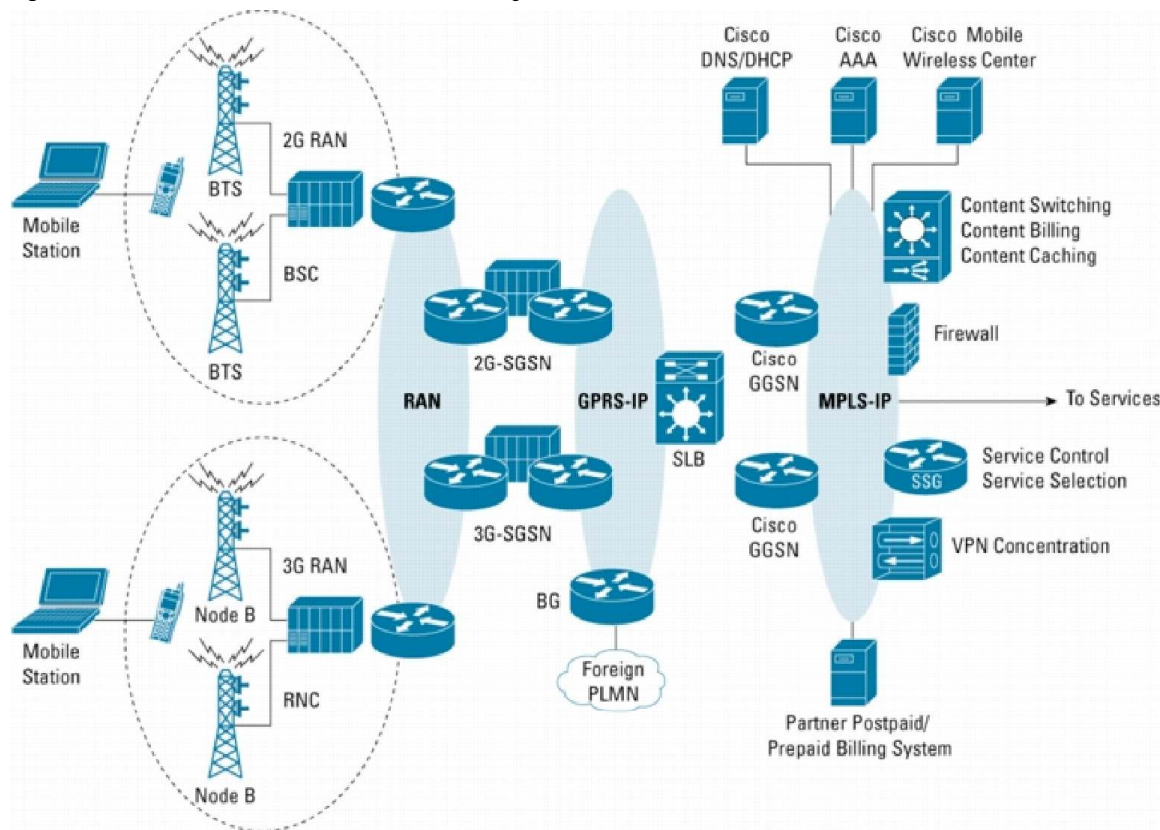 Cisco
DNS/DHCP
Cisco
AAA
Cisco Mobile
Wireless Center
2G RAN
BTS
Mobile
Station
BSC
BTS
Content Switching
Content Billing
Content Caching
2G-SGSN
Cisco
GGSN
Firewall
RAN
GPRS-IP
MPLS-IP
To Services
SLB
3G-SGSN
Cisco
GGSN
SSG
Service Control
Service Selection
VPN Concentration
3G RAN
Node B
Mobile
Station
RNC
Node B
BG
Foreign
PLMN
Partner Postpaid/
Prepaid Billing System